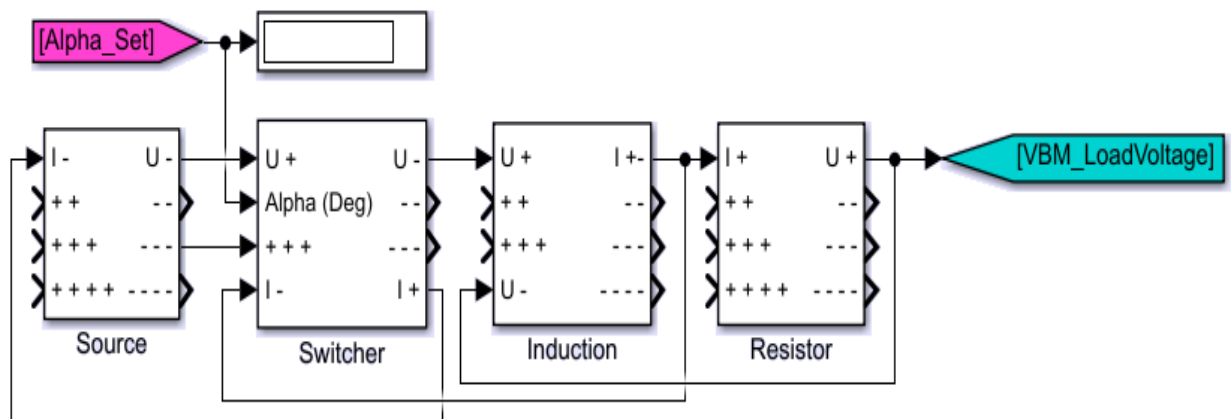 [Alpha_Set]
I - U -
+ + - -
+ + + - - -
+ + + + - - - -
Source
U + U -
Alpha (Deg) - -
+ + + - - -
I - I +
Switcher
U + I +-
+ + - -
+ + + - - -
U - - - - -
Induction
I + U +
+ + - -
+ + + - - -
+ + + + - - - -
Resistor
[VBM_LoadVoltage]